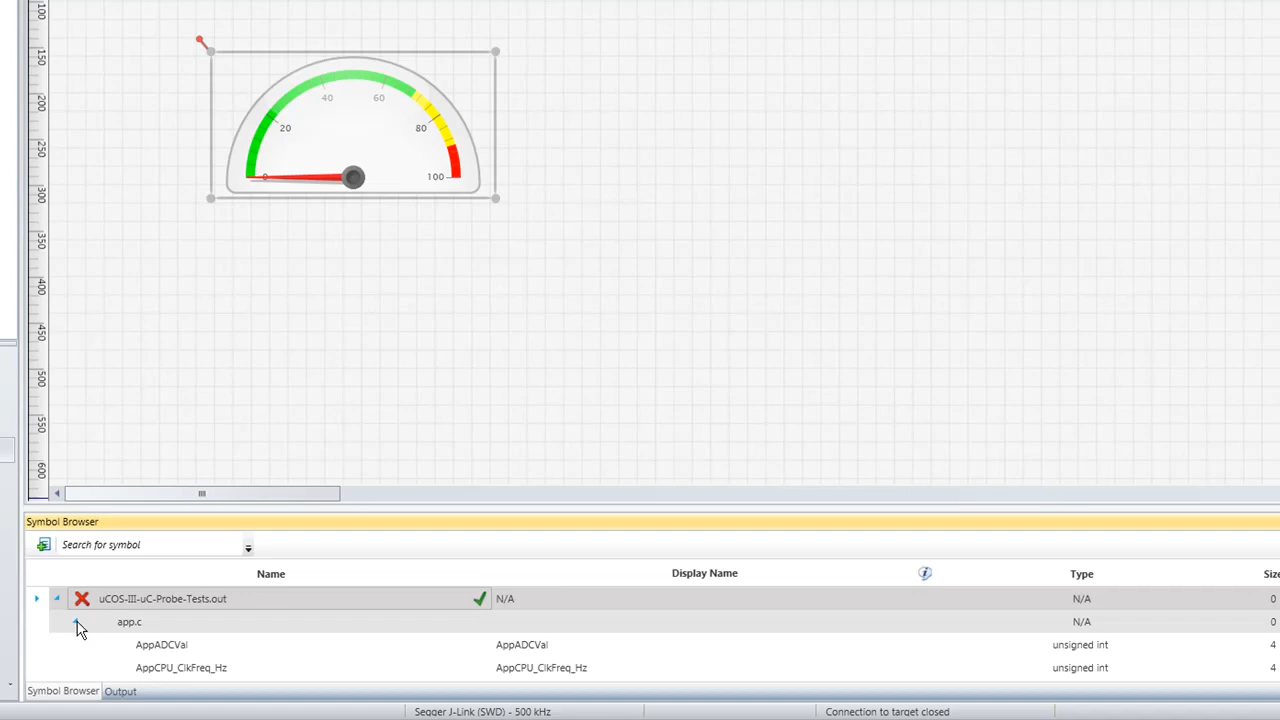 100
150
200
250
300
350
400
450
500
550
600
0
20
40
60
80
100
Symbol Browser
Search for symbol
Name Display Name Type Size
uCOS-III-uC-Probe-Tests.out N/A N/A 0
app.c N/A 0
AppADCVal AppADCVal unsigned int 4
AppCPU_ClkFreq_Hz AppCPU_ClkFreq_Hz unsigned int 4
Symbol Browser Output
Segger J-Link (SWD) - 500 kHz Connection to target closed